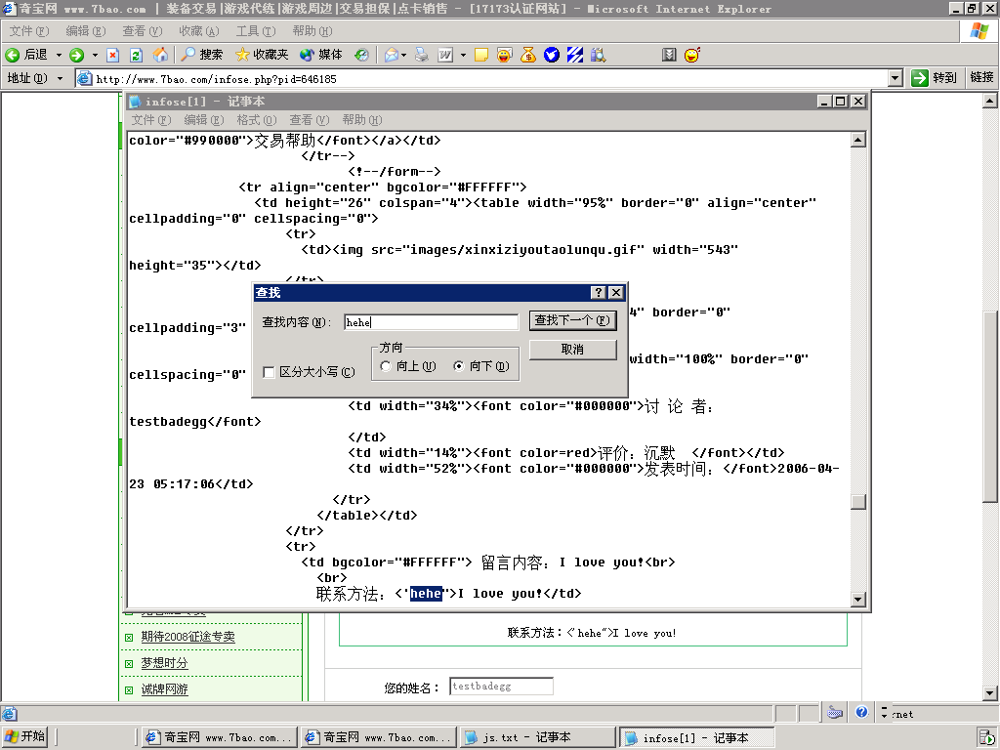 奇宝网 www.7bao.com | 装备交易|游戏代练|游戏周边|交易担保|点卡销售 - [17173认证网站] - Microsoft Internet Explorer
文件(F) 编辑(E) 查看(V) 收藏(A) 工具(T) 帮助(H)
后退 搜索 收藏夹 媒体
地址(D) http://www.7bao.com/infose.php?pid=646185 转到 链接
infose[1] - 记事本
文件(F) 编辑(E) 格式(O) 查看(V) 帮助(H)
color="#990000">交易帮助</font></a></td>
</tr-->
<!--/form-->
<tr align="center" bgcolor="#FFFFFF">
<td height="26" colspan="4"><table width="95%" border="0" align="center"
cellpadding="0" cellspacing="0">
<tr>
<td><img src="images/xinxiziyoutaolunqu.gif" width="543"
height="35"></td>
</tr>
查找
查找内容(N): hehe 查找下一个(F)
4" border="0"
cellpadding="3"
方向 取消
区分大小写(C) 向上(U) 向下(D)
width="100%" border="0"
cellspacing="0"
<td width="34%"><font color="#000000">讨 论 者：
testbadegg</font>
</td>
<td width="14%"><font color=red>评价：沉默 </font></td>
<td width="52%"><font color="#000000">发表时间：</font>2006-04-
23 05:17:06</td>
</tr>
</table></td>
</tr>
<tr>
<td bgcolor="#FFFFFF"> 留言内容：I love you!<br>
<br>
联系方法：<'hehe">I love you!</td>
期待2008征途专卖
联系方法：<'hehe">I love you!
梦想时分
您的姓名： testbadegg
诚牌网游
rnet
开始 奇宝网 www.7bao.com... 奇宝网 www.7bao.com... js.txt - 记事本 infose[1] - 记事本